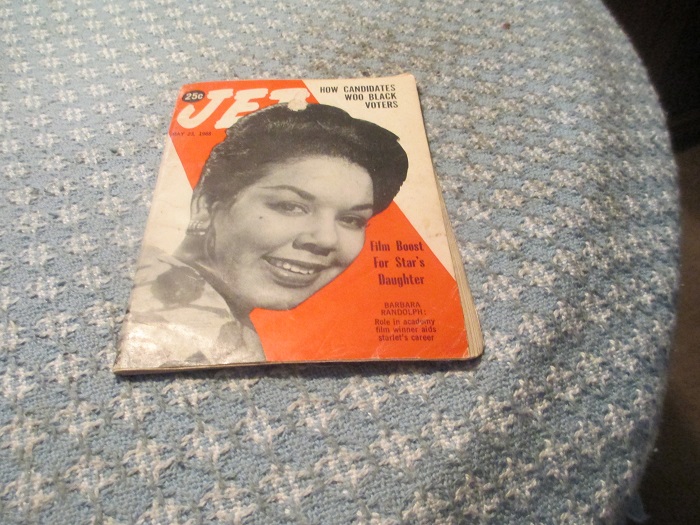 25¢
JET
HOW CANDIDATES
WOO BLACK
VOTERS
Film Boost
For Star's
Daughter
BARBARA
RANDOLPH:
Role in academy
film winner aids
starlet's career